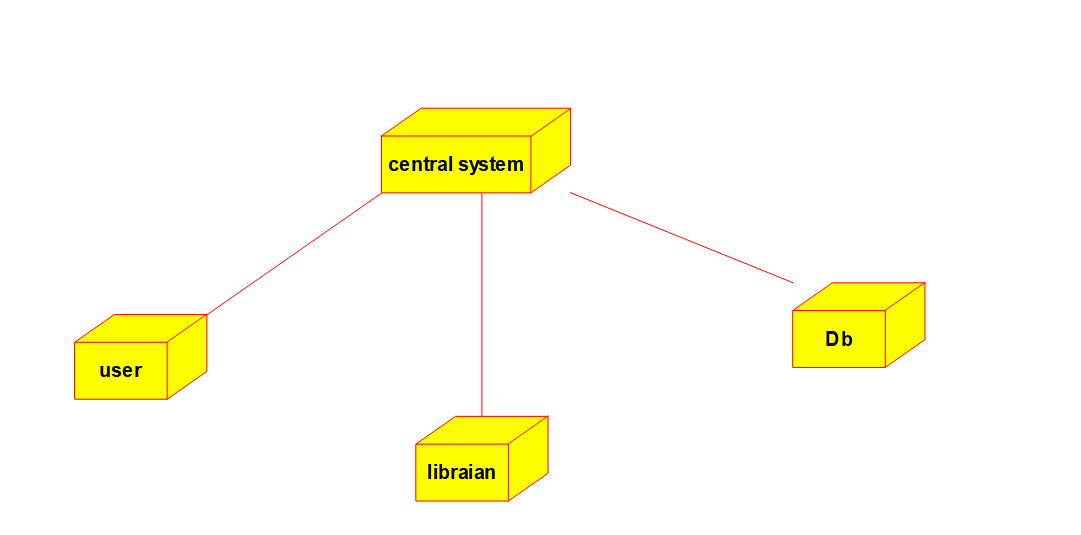 central system
user
Db
libraian